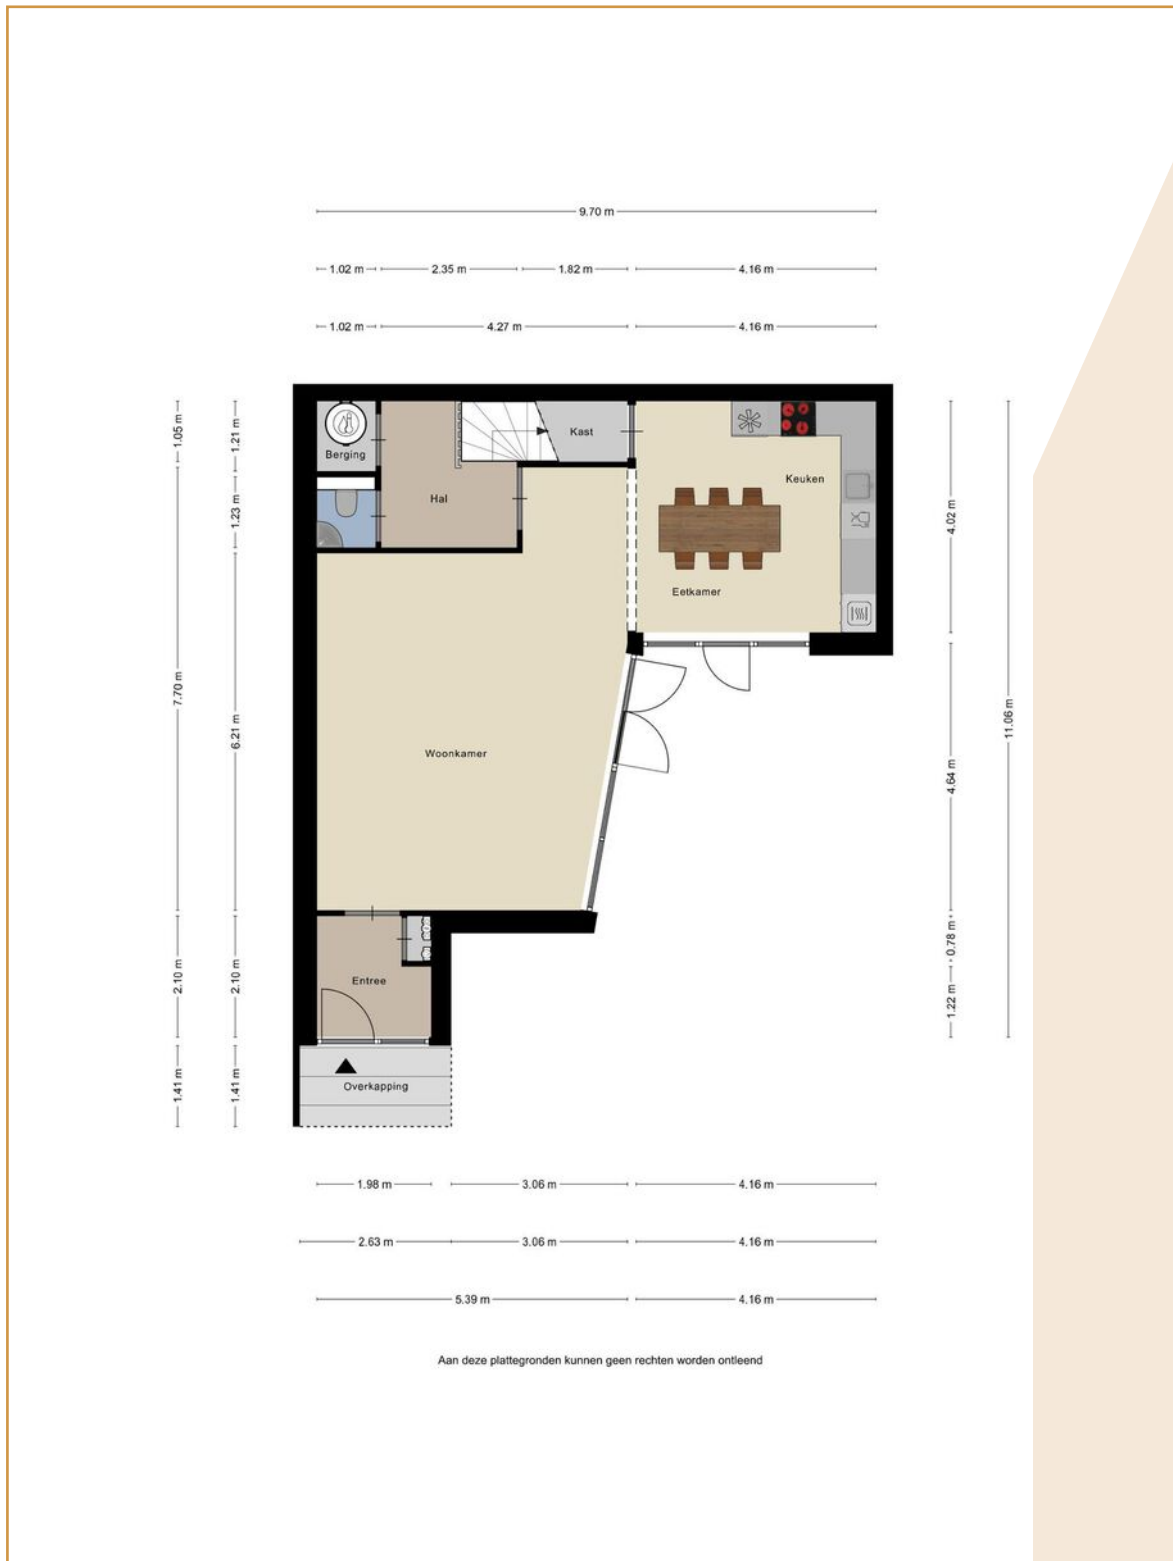 9.70 m
1.02 m
2.35 m
1.82 m
4.16 m
1.02 m
4.27 m
4.16 m
1.05 m
1.21 m
Berging
Kast
Keuken
Hal
1.23 m
4.02 m
Eetkamer
7.70 m
6.21 m
Woonkamer
11.06 m
4.64 m
0.78 m
2.10 m
2.10 m
Entree
1.22 m
1.41 m
1.41 m
Overkapping
1.98 m
3.06 m
4.16 m
2.63 m
3.06 m
4.16 m
5.39 m
4.16 m
Aan deze plattegronden kunnen geen rechten worden ontleend